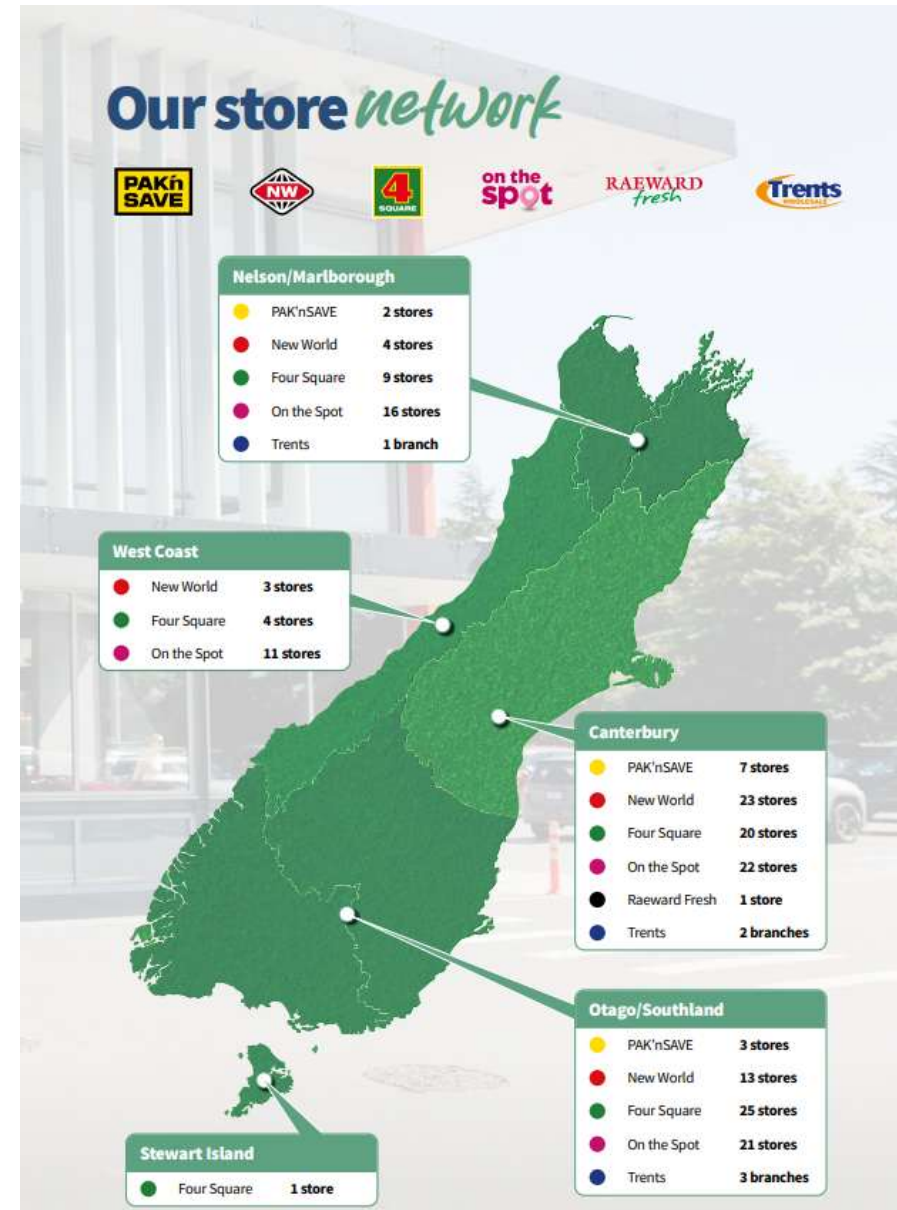 Our store network
PAK'n SAVE
NW
4 SQUARE
on the spot
RAEWARD fresh
Trents WHOLESALE
Nelson/Marlborough
PAK'nSAVE 2 stores
New World 4 stores
Four Square 9 stores
On the Spot 16 stores
Trents 1 branch
West Coast
New World 3 stores
Four Square 4 stores
On the Spot 11 stores
Canterbury
PAK'nSAVE 7 stores
New World 23 stores
Four Square 20 stores
On the Spot 22 stores
Raeward Fresh 1 store
Trents 2 branches
Otago/Southland
PAK'nSAVE 3 stores
New World 13 stores
Four Square 25 stores
On the Spot 21 stores
Trents 3 branches
Stewart Island
Four Square 1 store